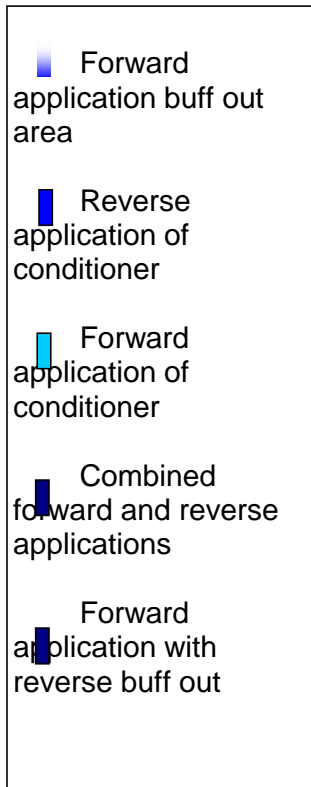 Forward
application buff out
area
Reverse
application of
conditioner
Forward
application of
conditioner
Combined
forward and reverse
applications
Forward
application with
reverse buff out